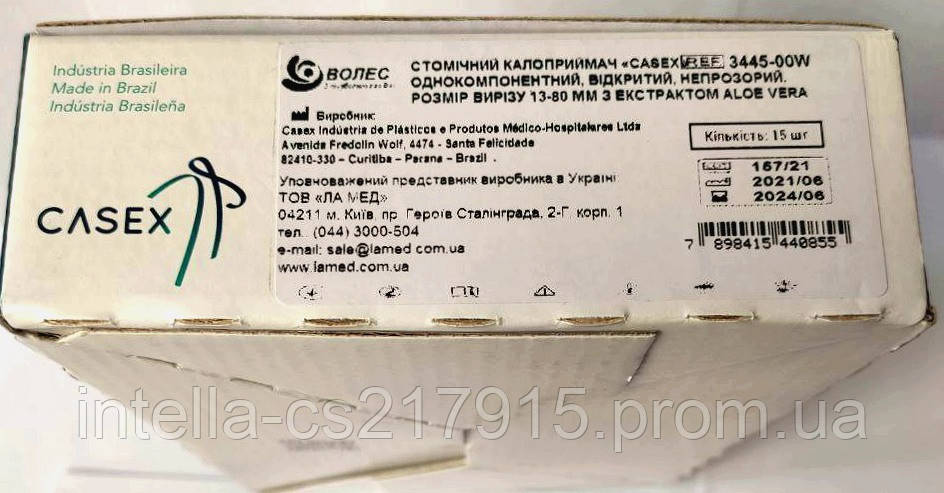 Indústria Brasileira
Made in Brazil
Indústria Brasileña
CASEX
ВОЛЕС
СТОМІЧНИЙ КАЛОПРИЙМАЧ «CASEX» REF 3445-00W
ОДНОКОМПОНЕНТНИЙ, ВІДКРИТИЙ, НЕПРОЗОРИЙ.
РОЗМІР ВИРІЗУ 13-80 ММ З ЕКСТРАКТОМ ALOE VERA
Виробник:
Casex Indústria de Plásticos e Produtos Médico-Hospitalares Ltda
Avenida Fredolin Wolf, 4474 - Santa Felicidade
82410-330 – Curitiba – Parana – Brazil .
Кількість: 15 шт
Уповноважений представник виробника в Україні
ТОВ «ЛА МЕД»
04211 м. Київ, пр. Героїв Сталінграда, 2-Г, корп. 1
тел.: (044) 3000-504
e-mail: sale@lamed.com.ua
www.lamed.com.ua
LOT 167/21
2021/06
2024/06
7 898415 440855
intella-cs217915.prom.ua